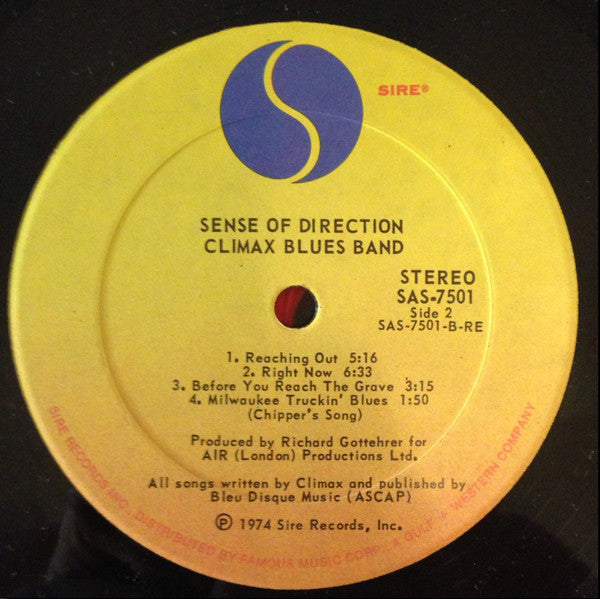 SIRE®
SENSE OF DIRECTION
CLIMAX BLUES BAND
STEREO
SAS-7501
Side 2
SAS-7501-B-RE
1. Reaching Out 5:16
2. Right Now 6:33
3. Before You Reach The Grave 3:15
4. Milwaukee Truckin' Blues 1:50
(Chipper's Song)
Produced by Richard Gottehrer for
AIR (London) Productions Ltd.
All songs written by Climax and published by
Bleu Disque Music (ASCAP)
℗ 1974 Sire Records, Inc.
SIRE RECORDS INC., DISTRIBUTED BY FAMOUS MUSIC CORP., A GULF + WESTERN COMPANY